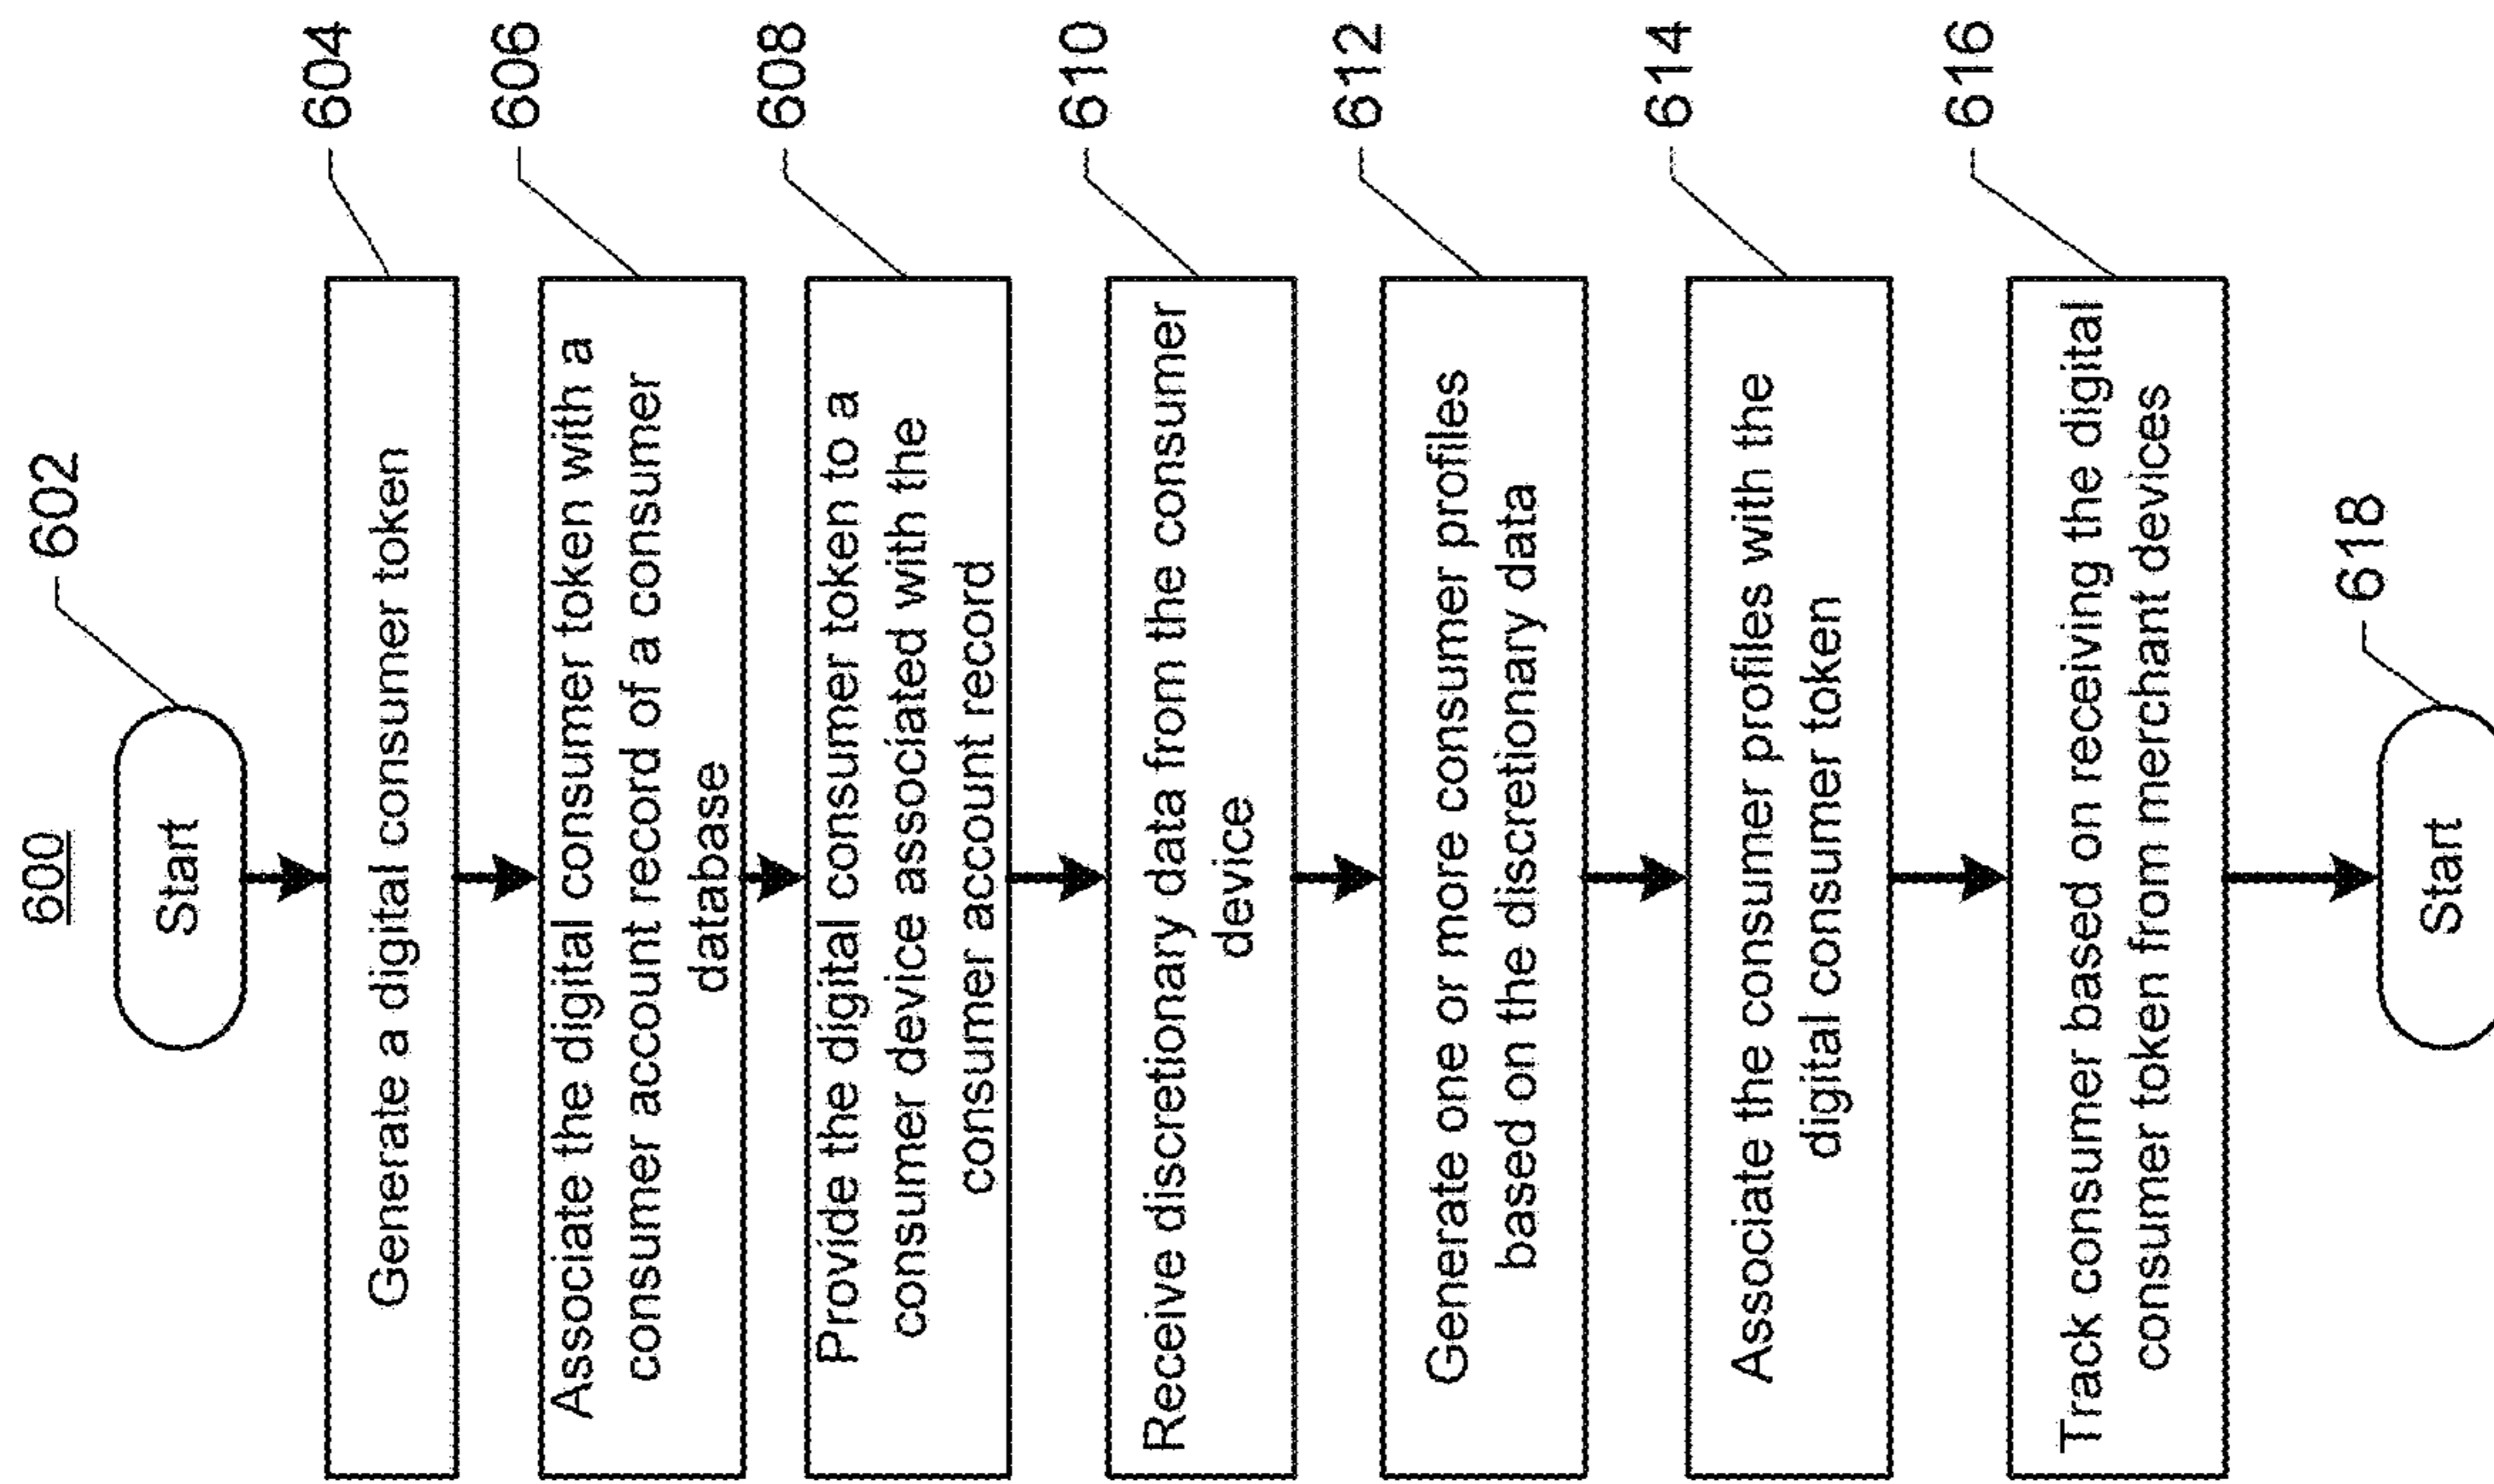 600
602
Start
604
Generate a digital consumer token
606
Associate the digital consumer token with a
consumer account record of a consumer
database
608
Provide the digital consumer token to a
consumer device associated with the
consumer account record
610
Receive discretionary data from the consumer
device
612
Generate one or more consumer profiles
based on the discretionary data
614
Associate the consumer profiles with the
digital consumer token
616
Track consumer based on receiving the digital
consumer token from merchant devices
618
Start